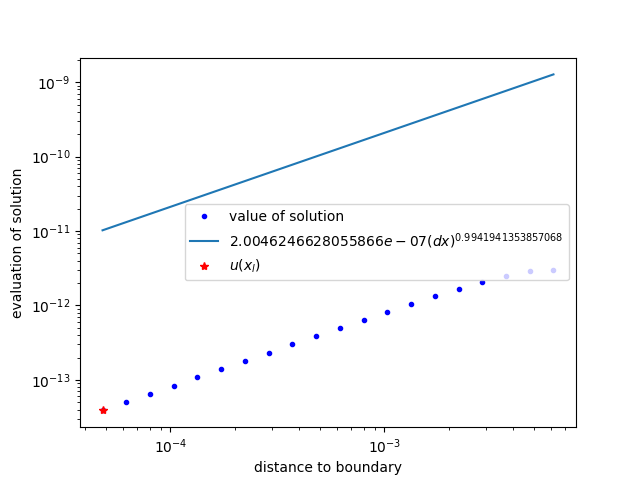 evaluation of solution
10⁻⁹
10⁻¹⁰
10⁻¹¹
10⁻¹²
10⁻¹³
value of solution
2.0046246628055866e − 07(dx)^0.9941941353857068
u(x_l)
10⁻⁴ 10⁻³
distance to boundary